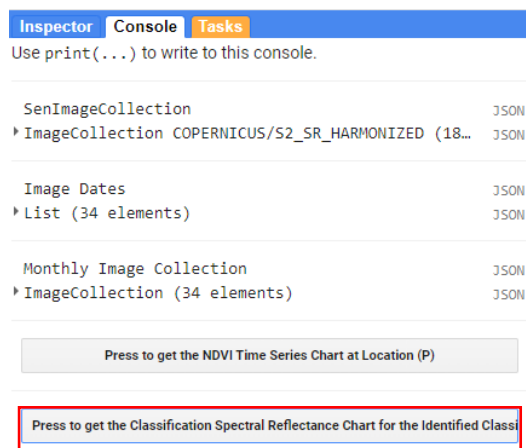 Inspector Console Tasks
Use print(...) to write to this console.
SenImageCollection JSON
ImageCollection COPERNICUS/S2_SR_HARMONIZED (18… JSON
Image Dates JSON
List (34 elements) JSON
Monthly Image Collection JSON
ImageCollection (34 elements) JSON
Press to get the NDVI Time Series Chart at Location (P)
Press to get the Classification Spectral Reflectance Chart for the Identified Classi